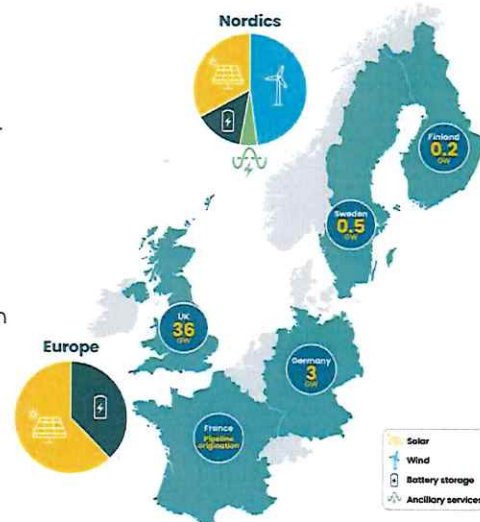 Nordics
Finland
0.2
GW
Sweden
0.5
GW
UK
36
GW
Europe
Germany
3
GW
France
Pipeline
origination
Solar
Wind
Battery storage
Ancillary services